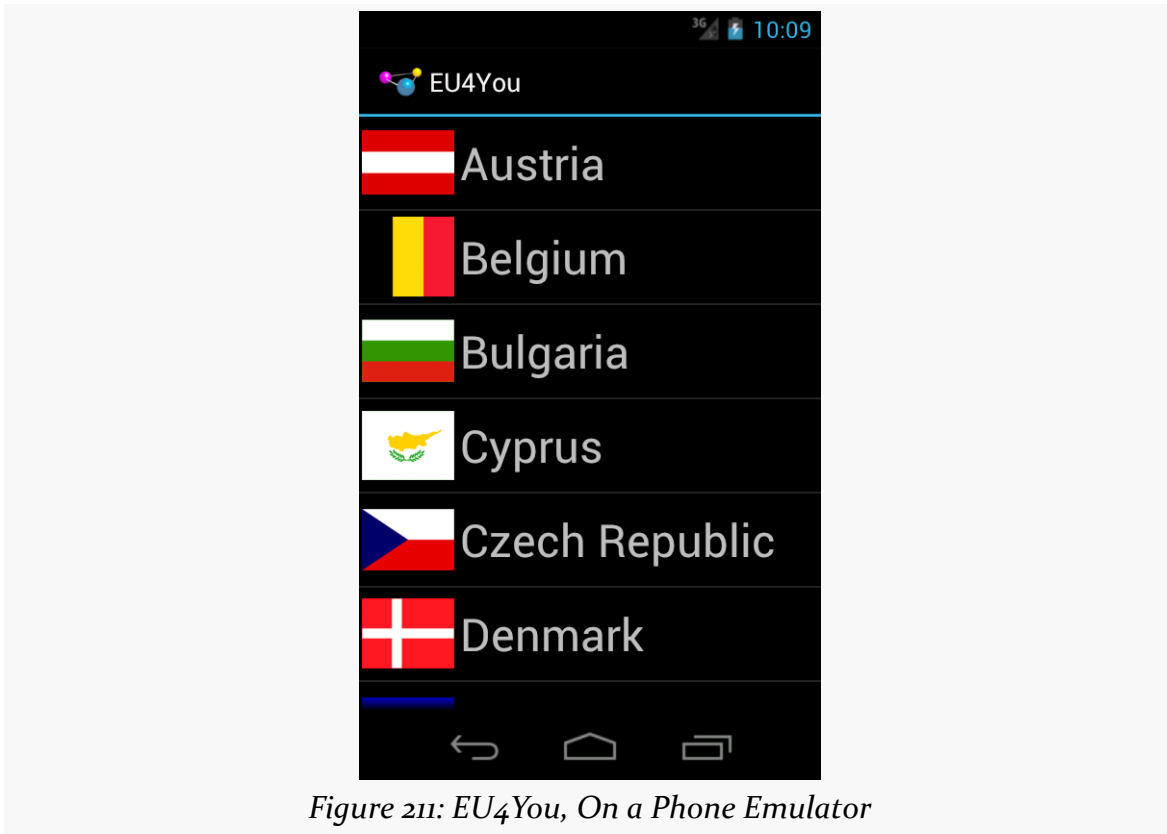 3G 10:09
EU4You
Austria
Belgium
Bulgaria
Cyprus
Czech Republic
Denmark
Figure 211: EU4You, On a Phone Emulator